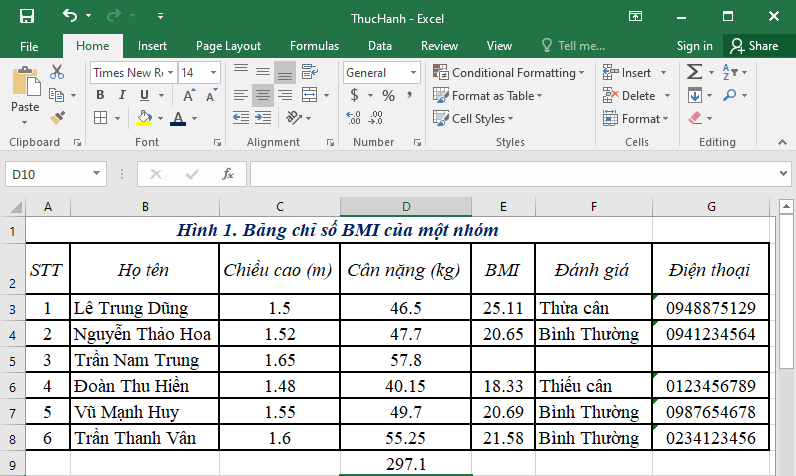 ThucHanh - Excel
File Home Insert Page Layout Formulas Data Review View Tell me... Sign in Share
Times New Ro 14 General Conditional Formatting Insert Σ A Z
Paste B I U A A $ % , Format as Table Delete
A .0 .00 .00 .0 Cell Styles Format
Clipboard Font Alignment Number Styles Cells Editing
D10 fx
A B C D E F G
1 Hình 1. Bảng chỉ số BMI của một nhóm
2 STT Họ tên Chiều cao (m) Cân nặng (kg) BMI Đánh giá Điện thoại
3 1 Lê Trung Dũng 1.5 46.5 25.11 Thừa cân 0948875129
4 2 Nguyễn Thảo Hoa 1.52 47.7 20.65 Bình Thường 0941234564
5 3 Trần Nam Trung 1.65 57.8
6 4 Đoàn Thu Hiền 1.48 40.15 18.33 Thiếu cân 0123456789
7 5 Vũ Mạnh Huy 1.55 49.7 20.69 Bình Thường 0987654678
8 6 Trần Thanh Vân 1.6 55.25 21.58 Bình Thường 0234123456
9 297.1